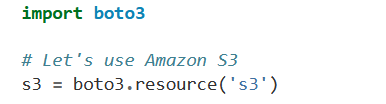 import boto3
# Let's use Amazon S3
s3 = boto3.resource('s3')